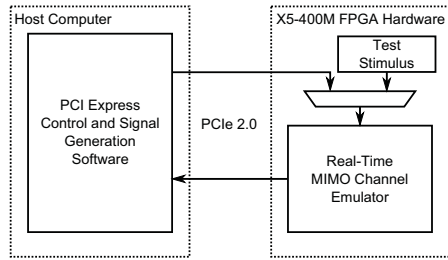 Host Computer
X5-400M FPGA Hardware
Test
Stimulus
PCI Express
Control and Signal
Generation
Software
PCIe 2.0
Real-Time
MIMO Channel
Emulator